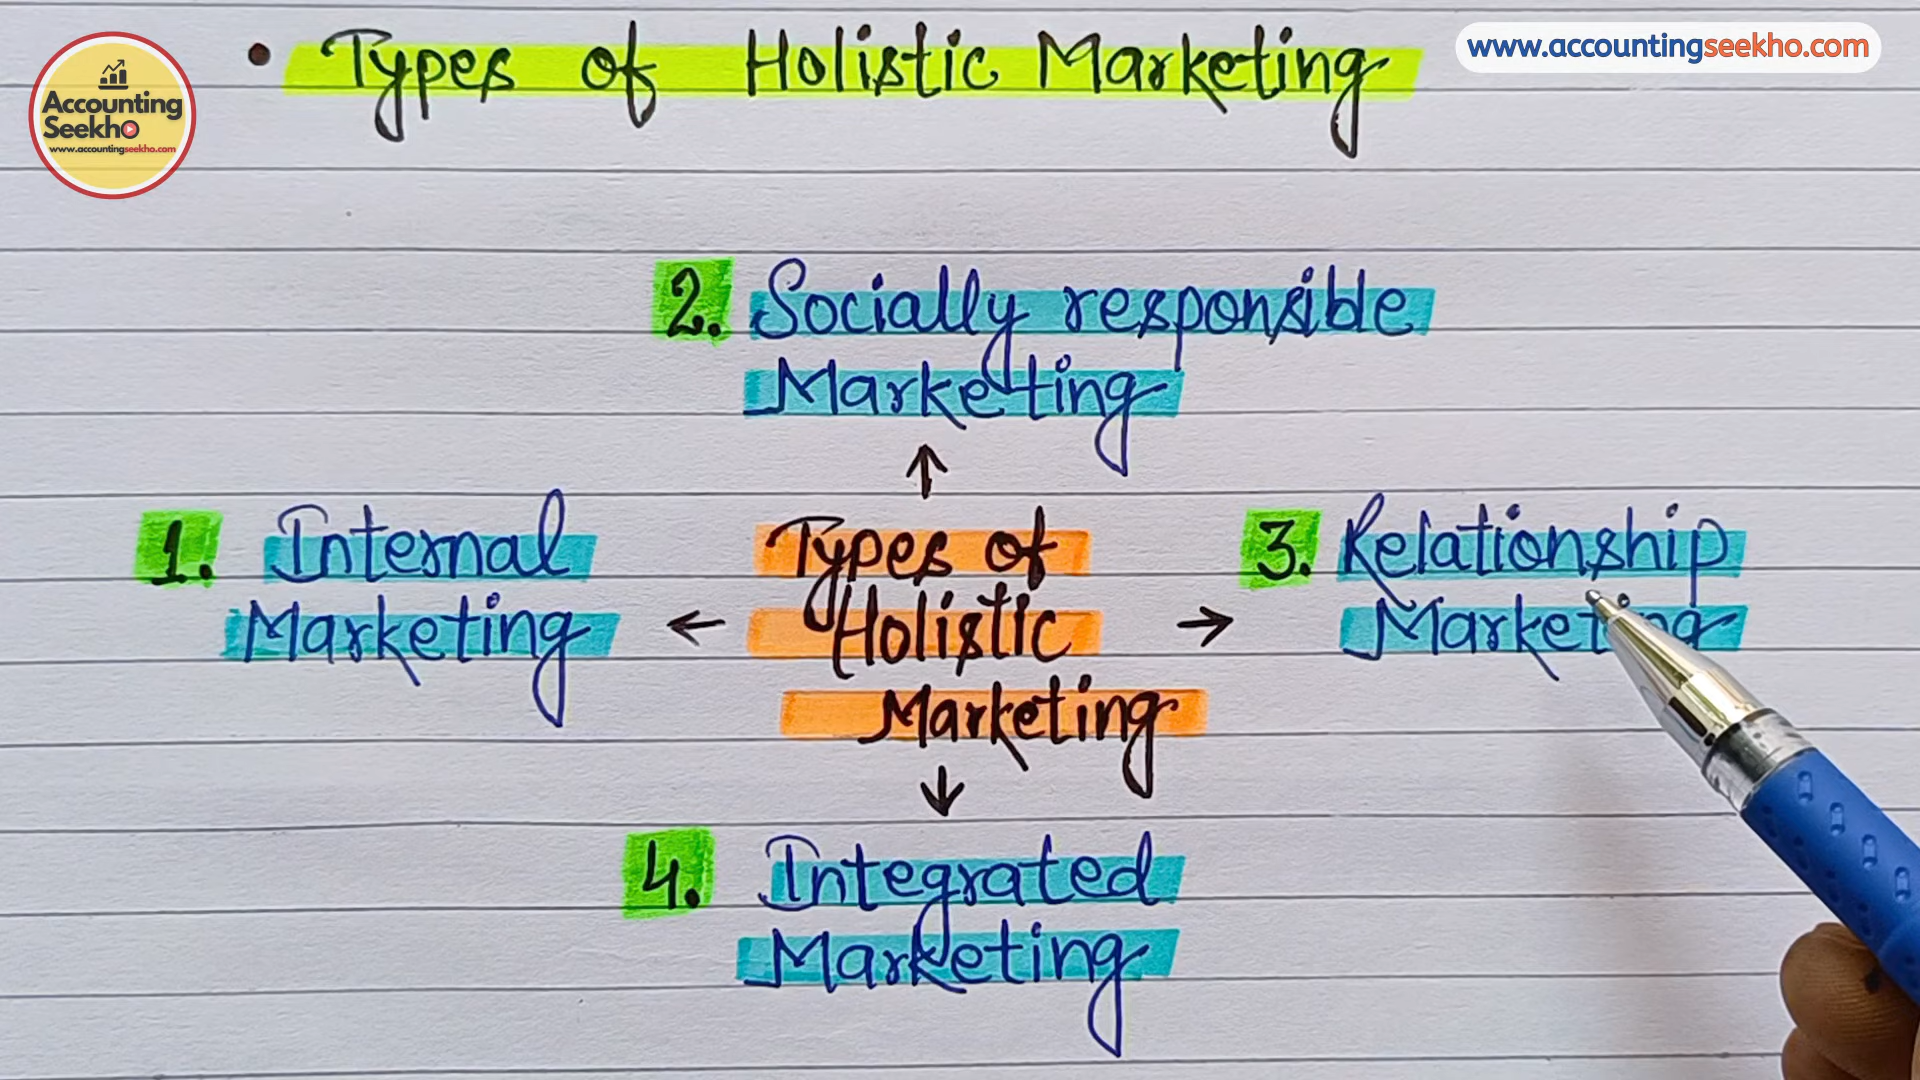 • Types of Holistic Marketing
www.accountingseekho.com
Accounting
Seekho
www.accountingseekho.com
2. Socially responsible
Marketing
1. Internal
Marketing
Types of
Holistic
Marketing
3. Relationship
Marketing
4. Integrated
Marketing